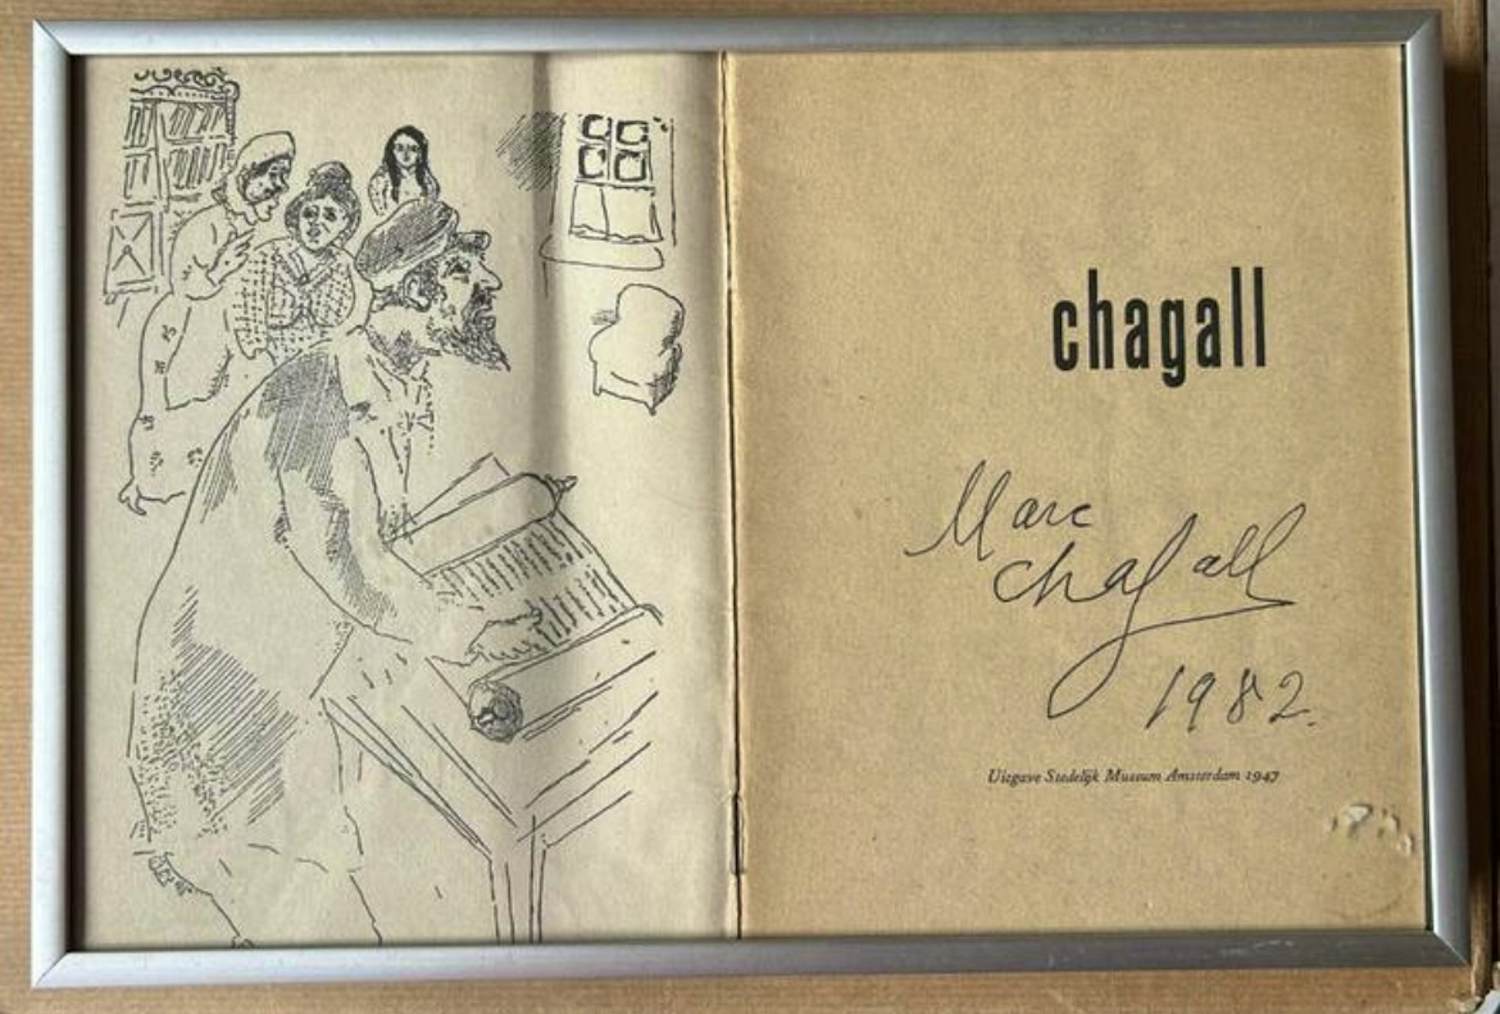 chagall
Marc
Chagall
1982.
Uitgave Stedelijk Museum Amsterdam 1947